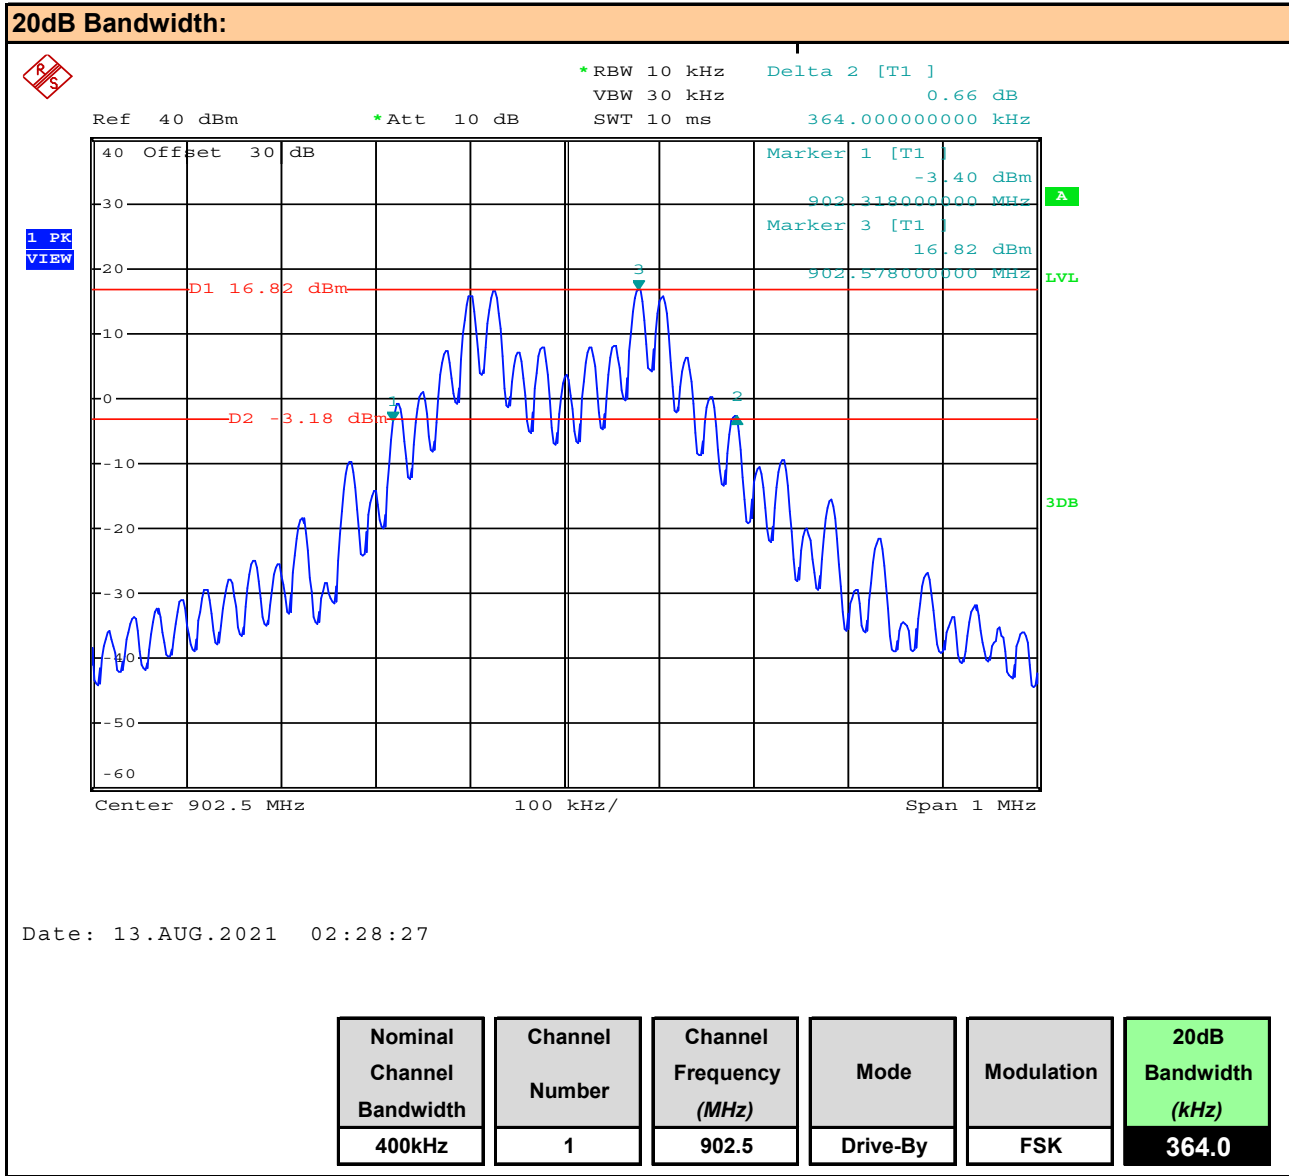 20dB Bandwidth:
R S
*RBW 10 kHz Delta 2 [T1 ]
VBW 30 kHz 0.66 dB
Ref 40 dBm *Att 10 dB SWT 10 ms 364.000000000 kHz
40 Offset 30 dB Marker 1 [T1 ]
-3.40 dBm
A
30 902.318000000 MHz
Marker 3 [T1 ]
1 PK
VIEW
16.82 dBm
20 3 902.578000000 MHz
LVL
D1 16.82 dBm
10
0 1 2
D2 -3.18 dBm
-10
3DB
-20
-30
-40
-50
-60
Center 902.5 MHz 100 kHz/ Span 1 MHz
Date: 13.AUG.2021 02:28:27
Nominal Channel Bandwidth
Channel Number
Channel Frequency (MHz)
Mode
Modulation
20dB Bandwidth (kHz)
400kHz 1 902.5 Drive-By FSK 364.0